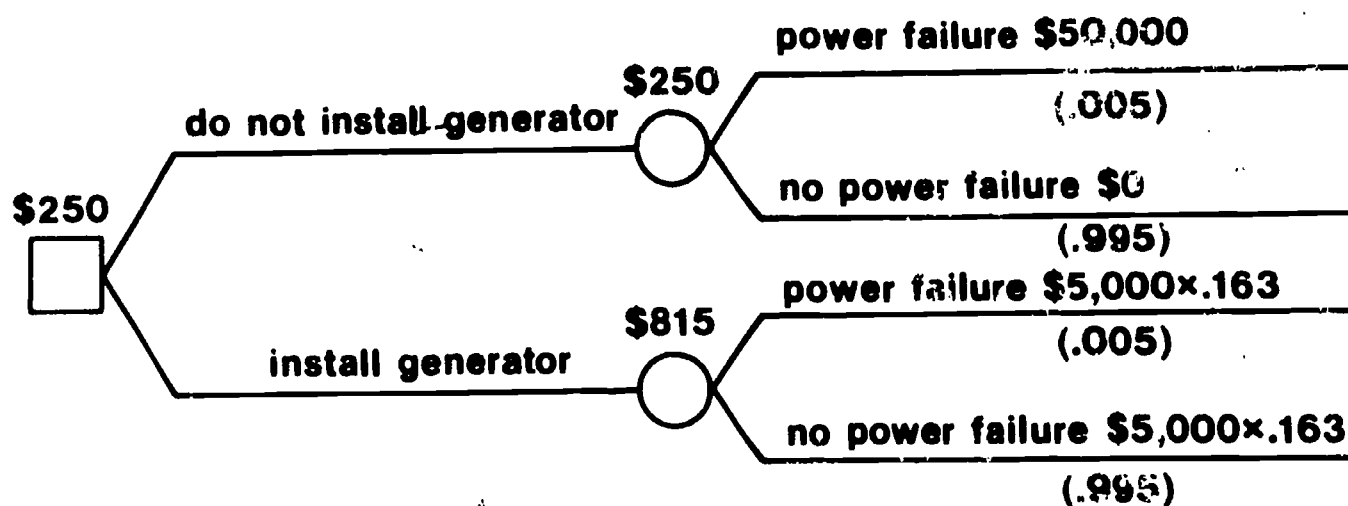 power failure $50,000
$250
(.005)
do not install generator
no power failure $0
$250
(.995)
power failure $5,000×.163
$815
(.005)
install generator
no power failure $5,000×.163
(.995)